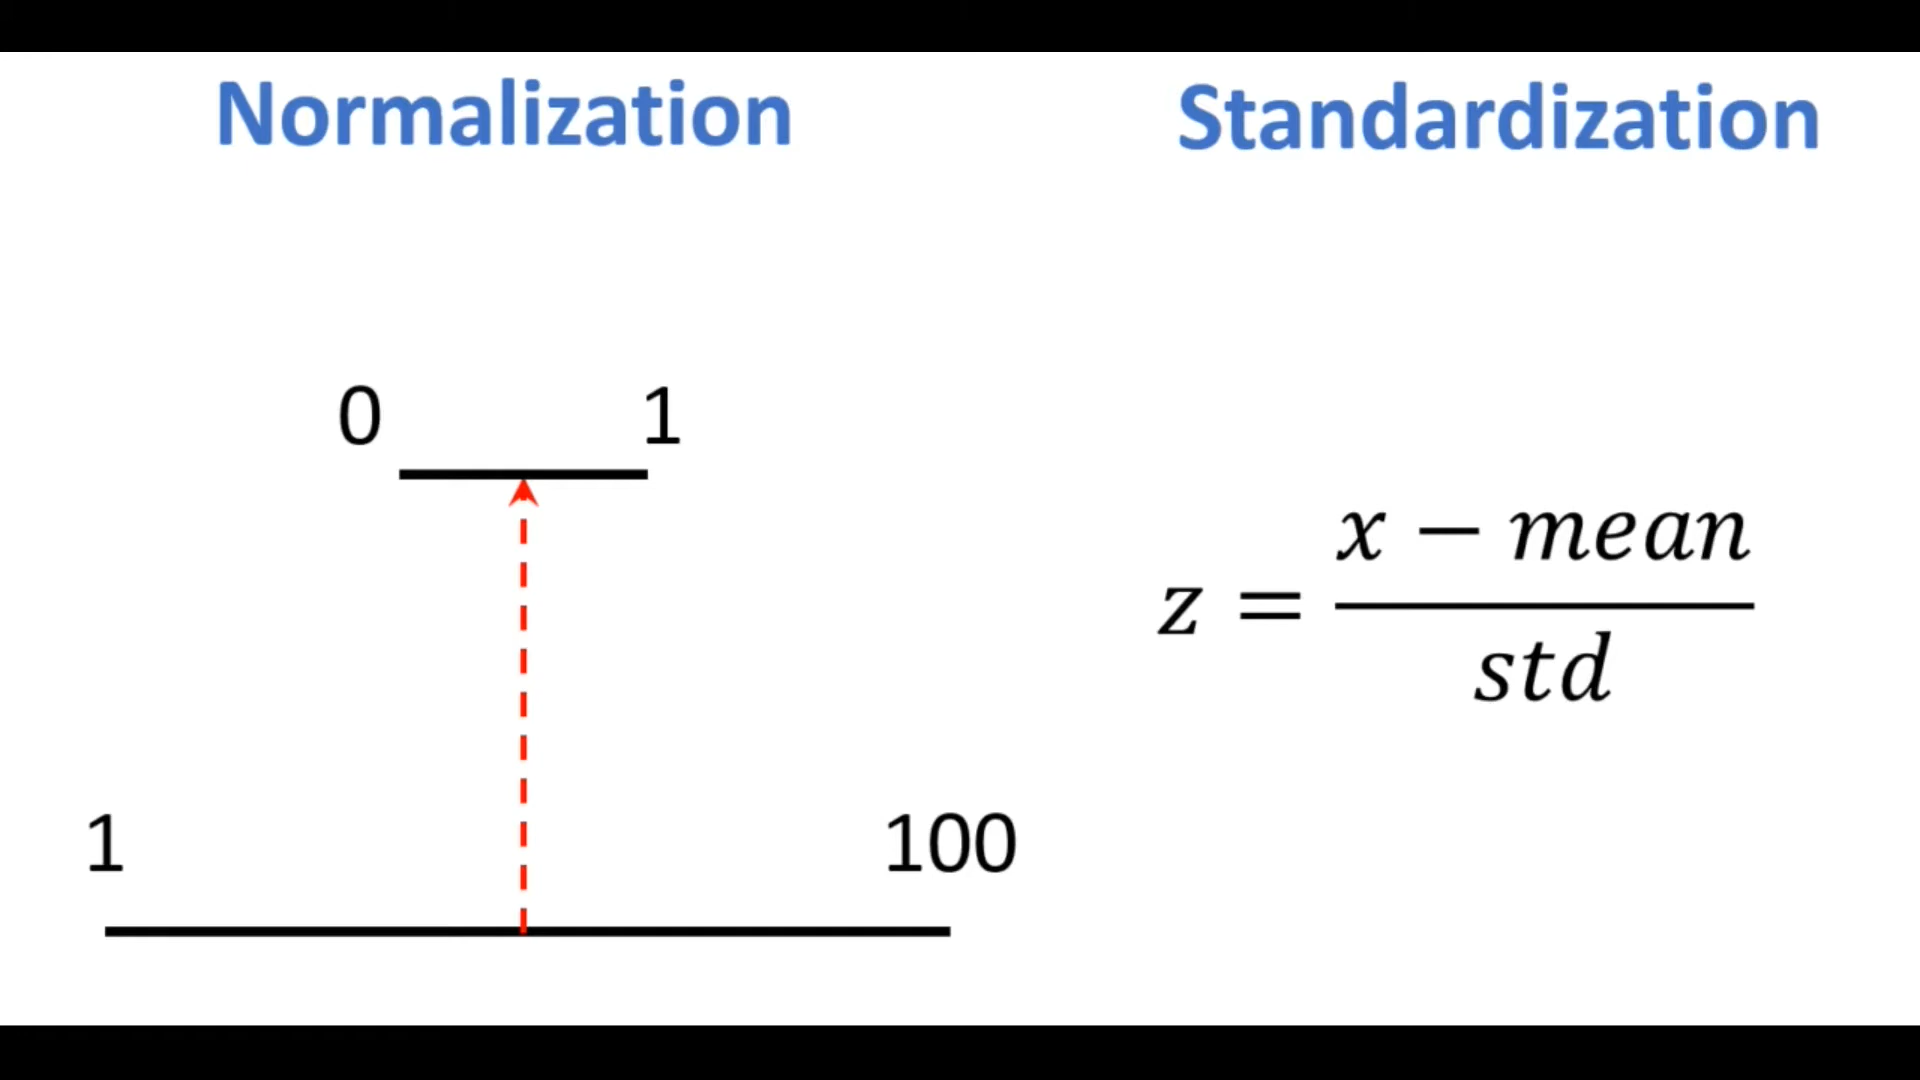 Normalization
Standardization
0 1
1 100
z = x − mean
std